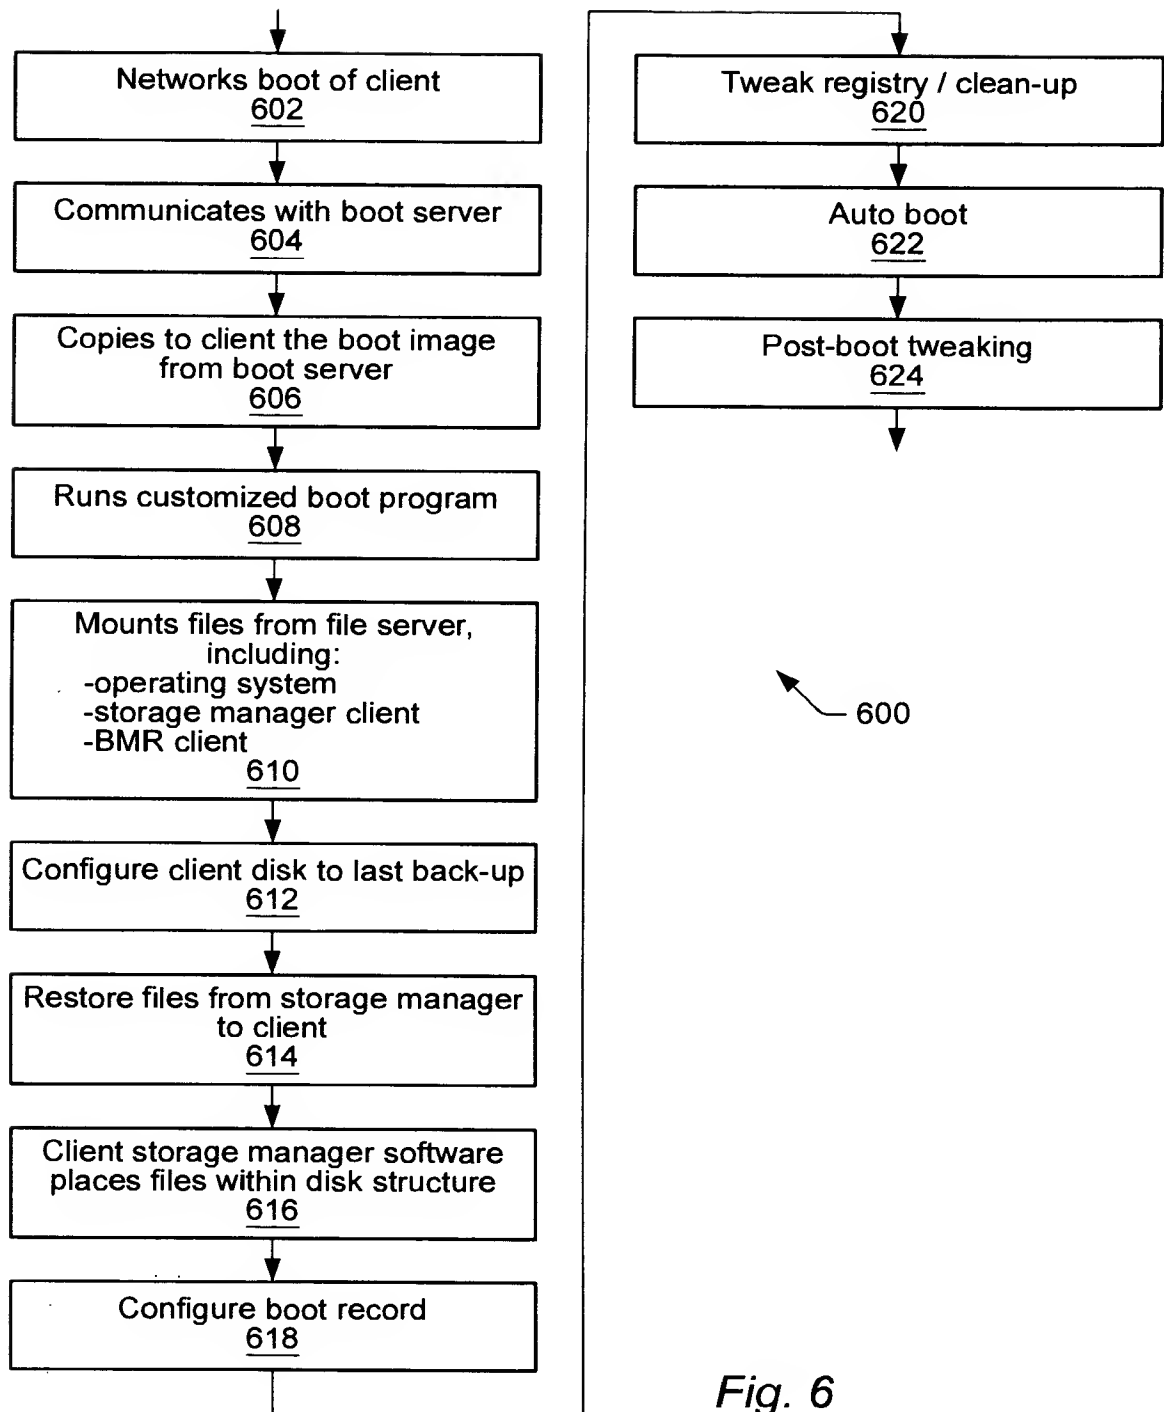 Networks boot of client
602
Communicates with boot server
604
Copies to client the boot image
from boot server
606
Runs customized boot program
608
Mounts files from file server,
including:
-operating system
-storage manager client
-BMR client
610
Configure client disk to last back-up
612
Restore files from storage manager
to client
614
Client storage manager software
places files within disk structure
616
Configure boot record
618
Tweak registry / clean-up
620
Auto boot
622
Post-boot tweaking
624
600
Fig. 6